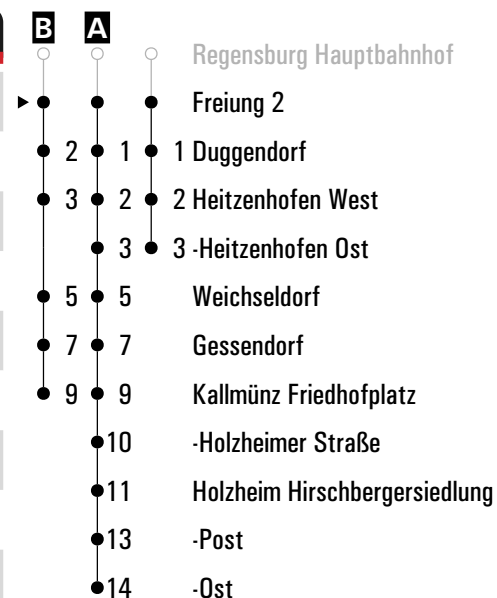 B A
Regensburg Hauptbahnhof
Freiung 2
2 1 1 Duggendorf
3 2 2 Heitzenhofen West
3 3 -Heitzenhofen Ost
5 5 Weichseldorf
7 7 Gessendorf
9 9 Kallmünz Friedhofplatz
10 -Holzheimer Straße
11 Holzheim Hirschbergersiedlung
13 -Post
14 -Ost